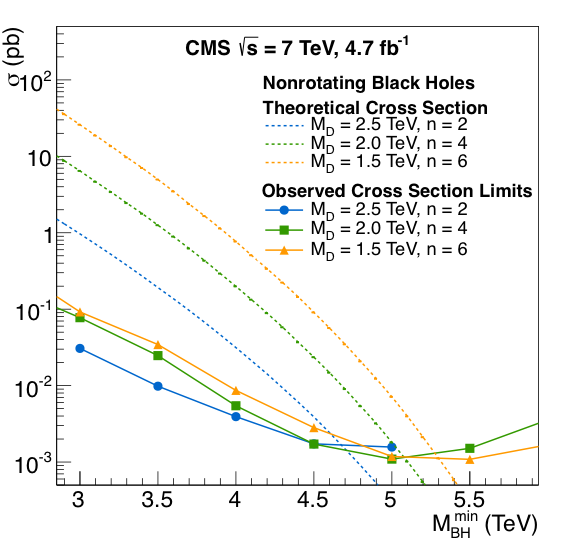 CMS √s = 7 TeV, 4.7 fb⁻¹
σ (pb)
Nonrotating Black Holes
Theoretical Cross Section
M_D = 2.5 TeV, n = 2
M_D = 2.0 TeV, n = 4
M_D = 1.5 TeV, n = 6
Observed Cross Section Limits
M_D = 2.5 TeV, n = 2
M_D = 2.0 TeV, n = 4
M_D = 1.5 TeV, n = 6
10²
10
1
10⁻¹
10⁻²
10⁻³
3 3.5 4 4.5 5 5.5
M_BH^min (TeV)